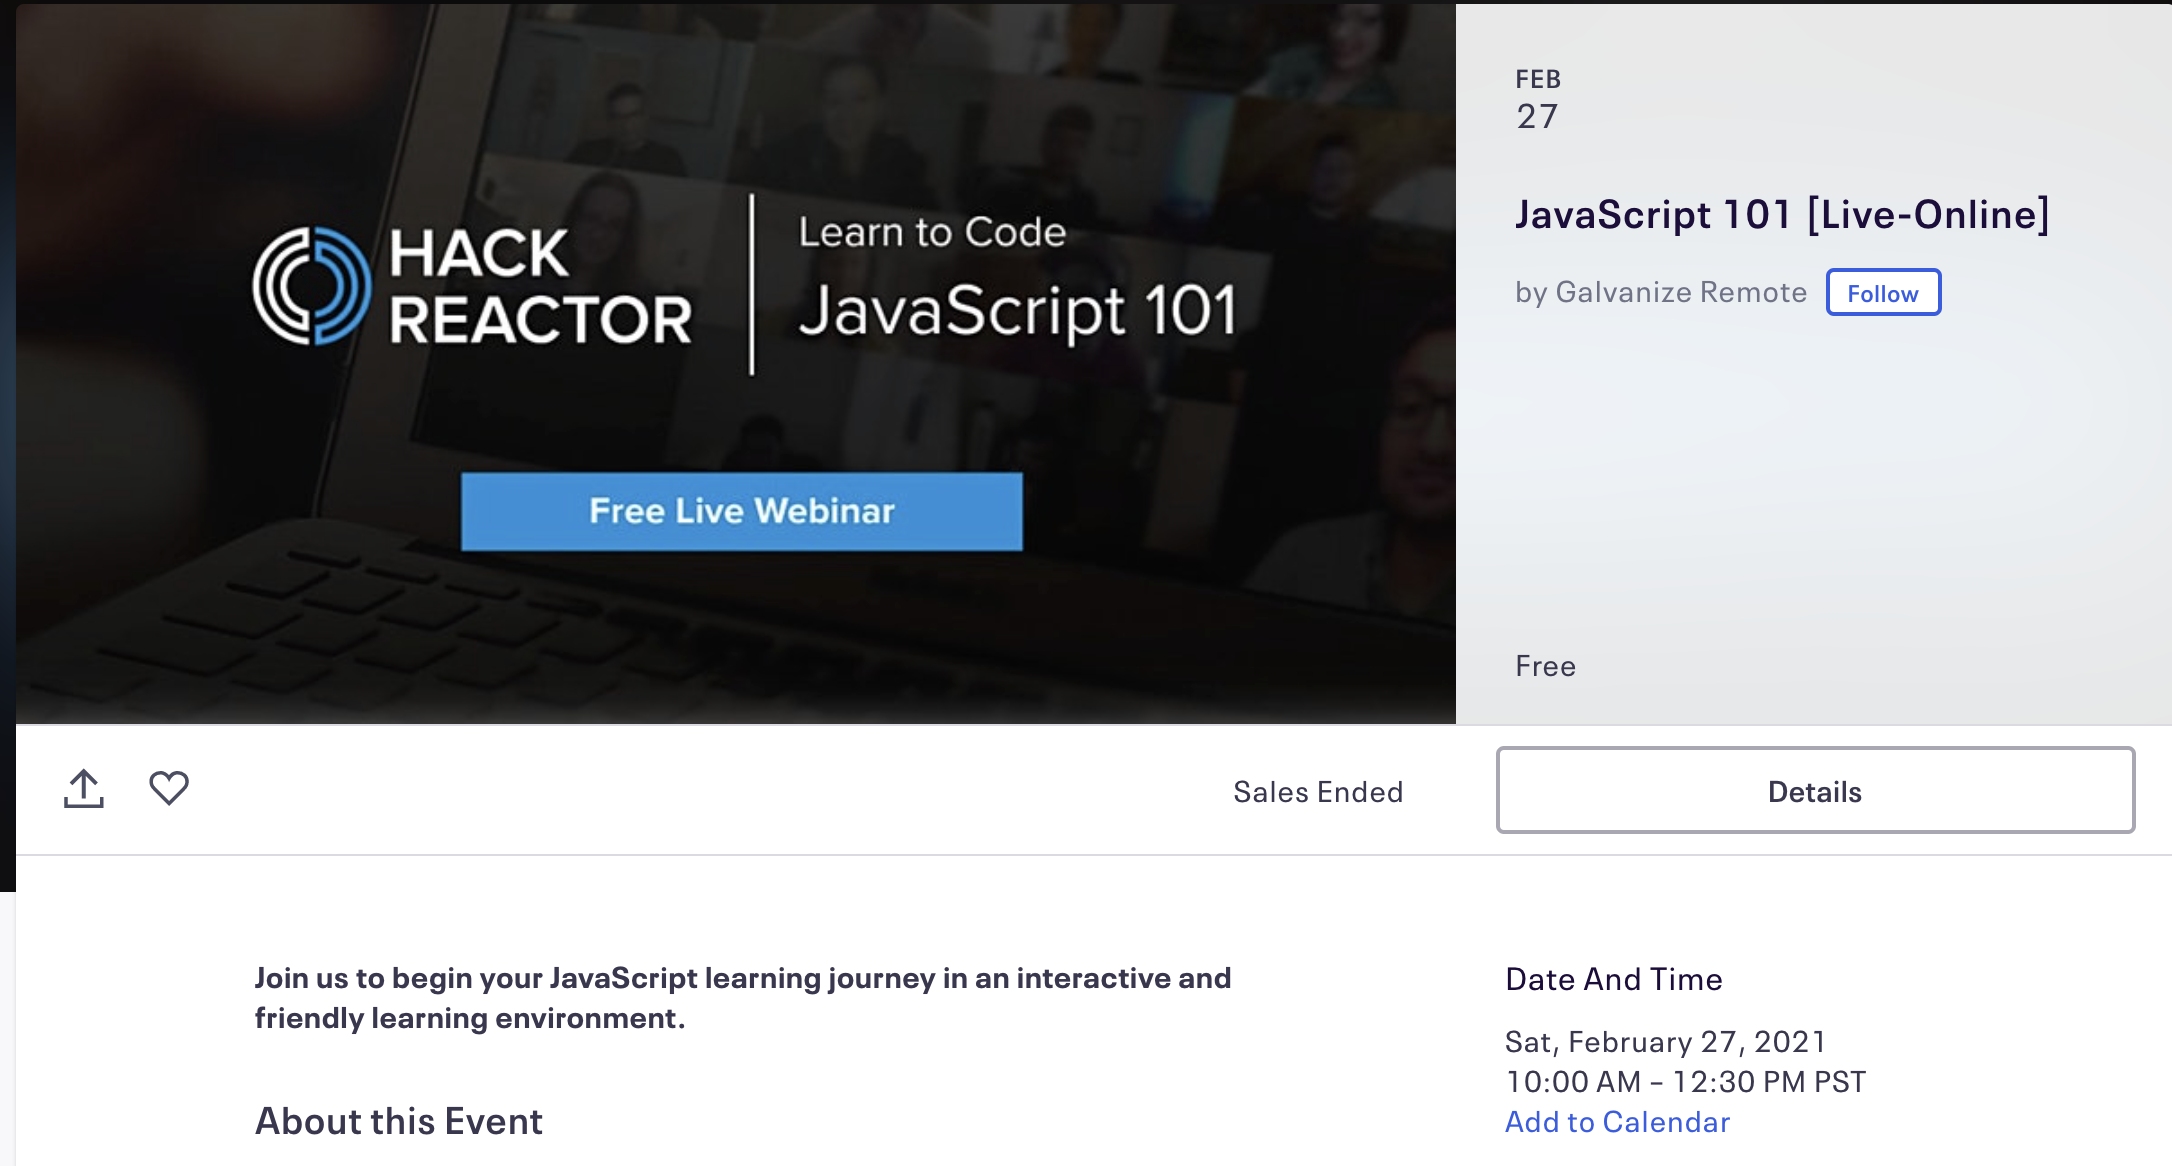 HACK
REACTOR
Learn to Code
JavaScript 101
Free Live Webinar
FEB
27
JavaScript 101 [Live-Online]
by Galvanize Remote
Follow
Free
Sales Ended
Details
Join us to begin your JavaScript learning journey in an interactive and
friendly learning environment.
About this Event
Date And Time
Sat, February 27, 2021
10:00 AM – 12:30 PM PST
Add to Calendar